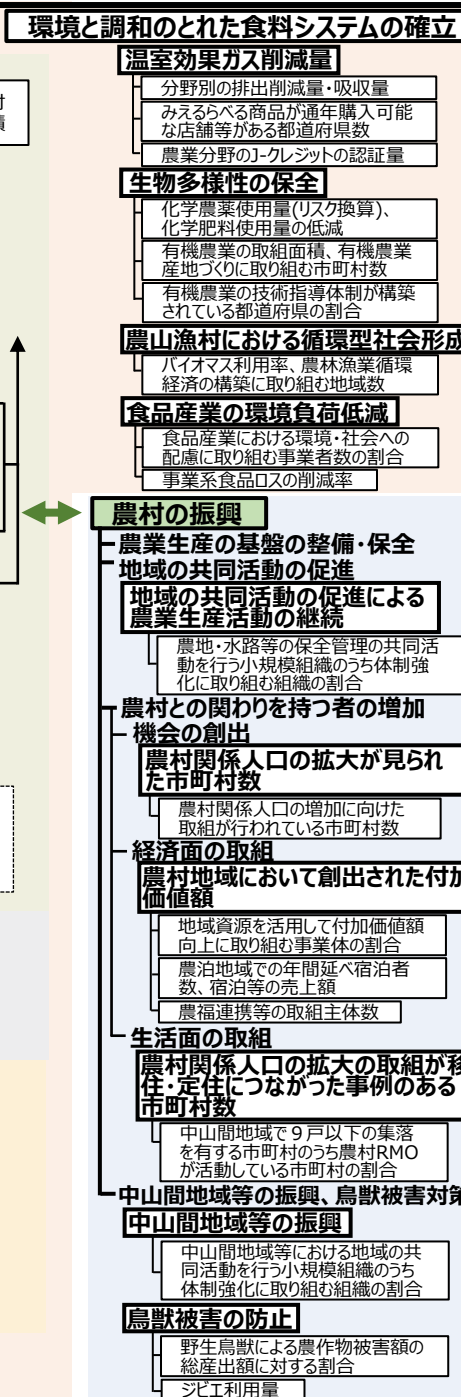 環境と調和のとれた食料システムの確立
温室効果ガス削減量
分野別の排出削減量・吸収量
みえるらべる商品が通年購入可能
な店舗等がある都道府県数
農業分野のJ-クレジットの認証量
生物多様性の保全
化学農薬使用量(リスク換算)、
化学肥料使用量の低減
有機農業の取組面積、有機農業
産地づくりに取り組む市町村数
有機農業の技術指導体制が構築
されている都道府県の割合
農山漁村における循環型社会形成
バイオマス利用率、農林漁業循環
経済の構築に取り組む地域数
食品産業の環境負荷低減
食品産業における環境・社会への
配慮に取り組む事業者数の割合
事業系食品ロスの削減率
農村の振興
農業生産の基盤の整備・保全
地域の共同活動の促進
地域の共同活動の促進による
農業生産活動の継続
農地・水路等の保全管理の共同活
動を行う小規模組織のうち体制強
化に取り組む組織の割合
農村との関わりを持つ者の増加
機会の創出
農村関係人口の拡大が見られ
た市町村数
農村関係人口の増加に向けた
取組が行われている市町村数
経済面の取組
農村地域において創出された付加
価値額
地域資源を活用して付加価値額
向上に取り組む事業体の割合
農泊地域での年間延べ宿泊者
数、宿泊等の売上額
農福連携等の取組主体数
生活面の取組
農村関係人口の拡大の取組が移
住・定住につながった事例のある
市町村数
中山間地域で９戸以下の集落
を有する市町村のうち農村RMO
が活動している市町村の割合
中山間地域等の振興、鳥獣被害対策
中山間地域等の振興
中山間地域等における地域の共
同活動を行う小規模組織のうち
体制強化に取り組む組織の割合
鳥獣被害の防止
野生鳥獣による農作物被害額の
総産出額に対する割合
ジビエ利用量